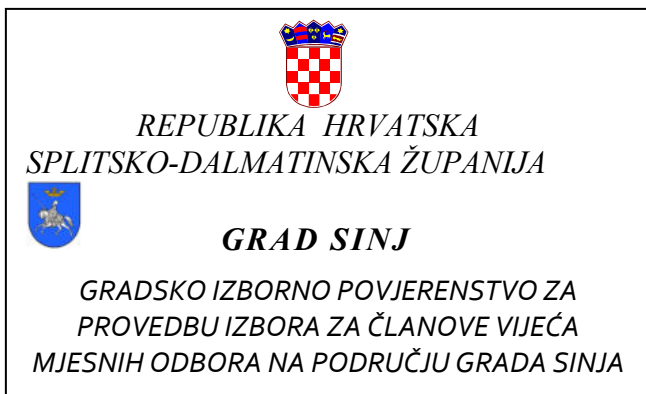 REPUBLIKA HRVATSKA
SPLITSKO-DALMATINSKA ŽUPANIJA
GRAD SINJ
GRADSKO IZBORNO POVJERENSTVO ZA
PROVEDBU IZBORA ZA ČLANOVE VIJEĆA
MJESNIH ODBORA NA PODRUČJU GRADA SINJA